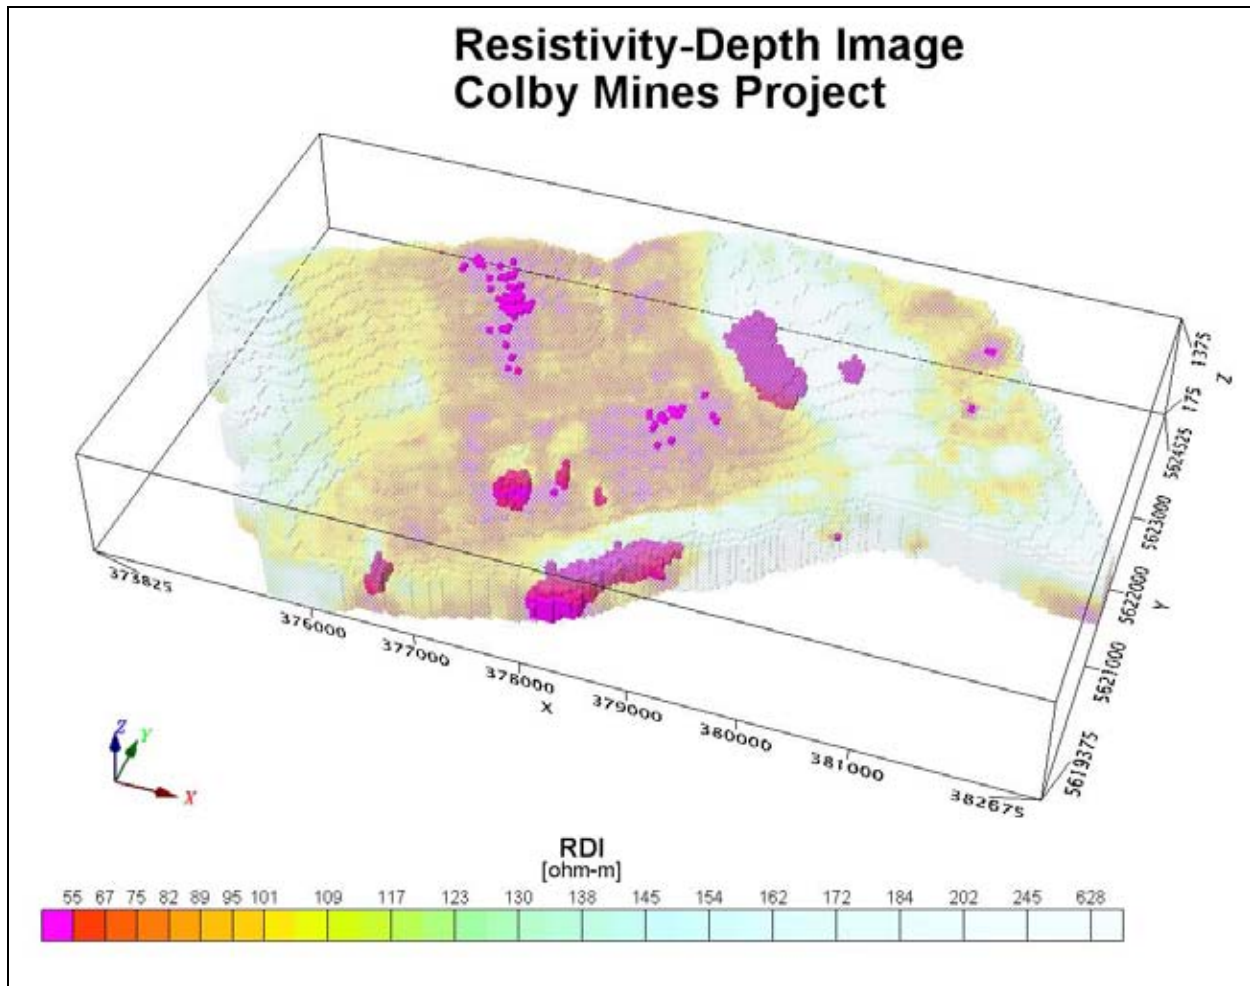 Resistivity-Depth Image
Colby Mines Project
1375
Z
175
5624525
5623000
5622000
Y
5621000
5619375
373825
376000
377000
378000
X
379000
380000
381000
382675
Z
Y
X
RDI
[ohm-m]
55 67 75 82 89 95 101 109 117 123 130 138 145 154 162 172 184 202 245 628